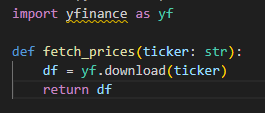 import yfinance as yf
def fetch_prices(ticker: str):
    df = yf.download(ticker)
    return df